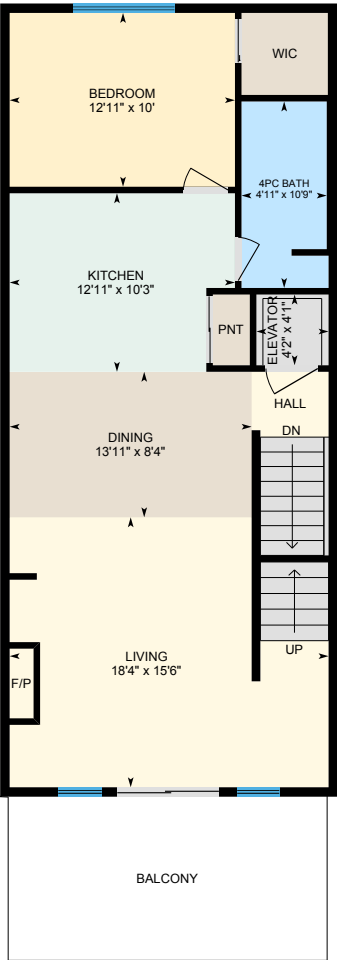 WIC
BEDROOM
12'11" x 10'
4PC BATH
4'11" x 10'9"
KITCHEN
12'11" x 10'3"
PNT
ELEVATOR
4'2" x 4'1"
HALL
DN
DINING
13'11" x 8'4"
UP
LIVING
18'4" x 15'6"
F/P
BALCONY